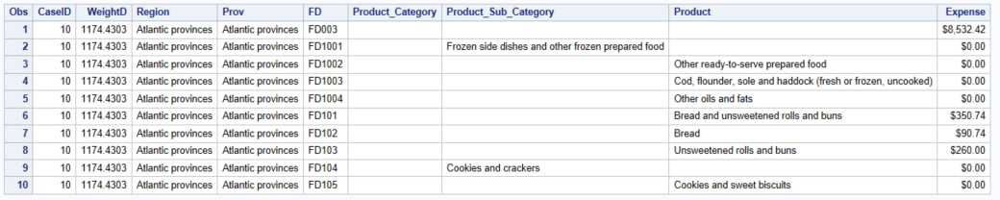 Obs CaseID WeightD Region Prov FD Product_Category Product_Sub_Category Product Expense
1 10 1174.4303 Atlantic provinces Atlantic provinces FD003 $8,532.42
2 10 1174.4303 Atlantic provinces Atlantic provinces FD1001 Frozen side dishes and other frozen prepared food $0.00
3 10 1174.4303 Atlantic provinces Atlantic provinces FD1002 Other ready-to-serve prepared food $0.00
4 10 1174.4303 Atlantic provinces Atlantic provinces FD1003 Cod, flounder, sole and haddock (fresh or frozen, uncooked) $0.00
5 10 1174.4303 Atlantic provinces Atlantic provinces FD1004 Other oils and fats $0.00
6 10 1174.4303 Atlantic provinces Atlantic provinces FD101 Bread and unsweetened rolls and buns $350.74
7 10 1174.4303 Atlantic provinces Atlantic provinces FD102 Bread $90.74
8 10 1174.4303 Atlantic provinces Atlantic provinces FD103 Unsweetened rolls and buns $260.00
9 10 1174.4303 Atlantic provinces Atlantic provinces FD104 Cookies and crackers $0.00
10 10 1174.4303 Atlantic provinces Atlantic provinces FD105 Cookies and sweet biscuits $0.00